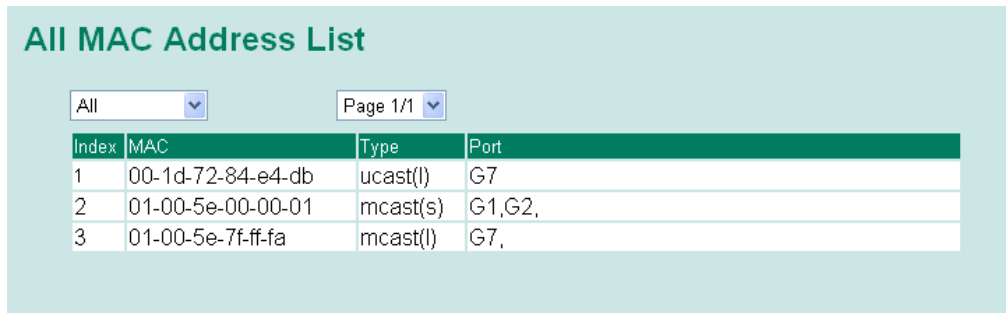 All MAC Address List
All Page 1/1
Index MAC Type Port
1 00-1d-72-84-e4-db ucast(l) G7
2 01-00-5e-00-00-01 mcast(s) G1,G2,
3 01-00-5e-7f-ff-fa mcast(l) G7,